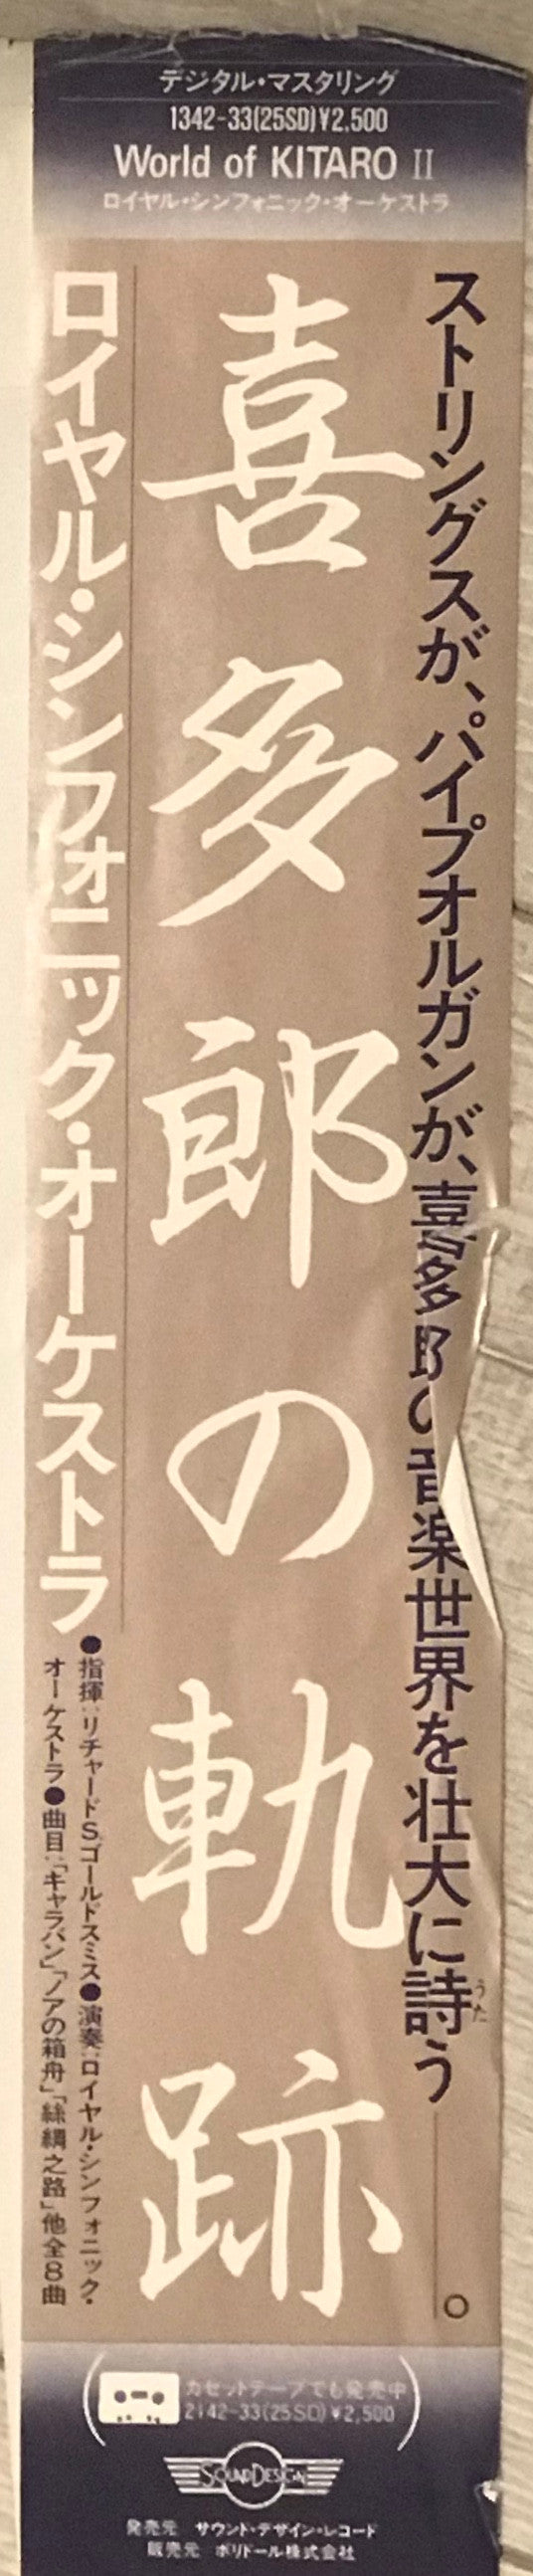 デジタル・マスタリング
1342-33(25SD)¥2,500
World of KITARO II
ロイヤル・シンフォニック・オーケストラ
ストリングスが、パイプオルガンが、喜多郎の音楽世界を壮大に詩う
うた
。
喜多郎の軌跡
ロイヤル・シンフォニック・オーケストラ
●指揮:リチャードS.ゴールドスミス●演奏:ロイヤル・シンフォニック・
オーケストラ●曲目:「キャラバン」「ノアの箱舟」「絲綢之路」他全8曲
カセットテープでも発売中
2142-33(25SD)¥2,500
SOUNDDESIGN
発売元 サウンド・デザイン・レコード
販売元 ポリドール株式会社